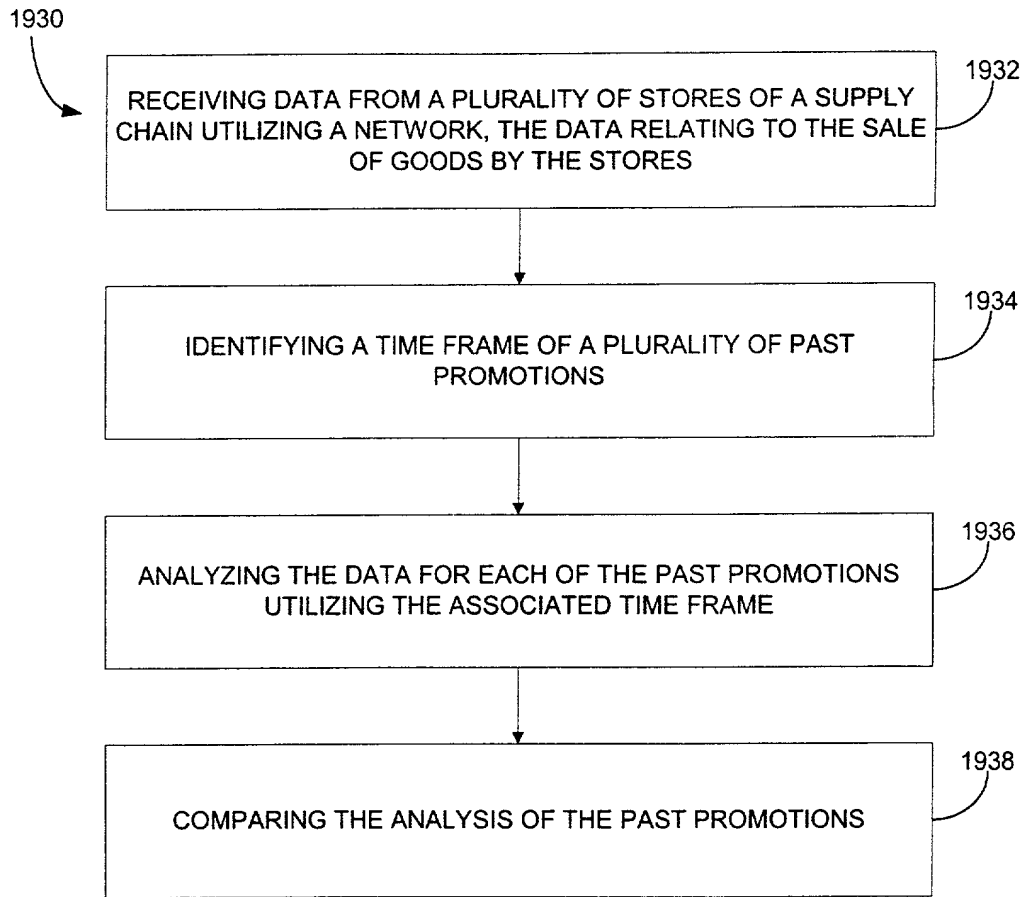 1930
1932
RECEIVING DATA FROM A PLURALITY OF STORES OF A SUPPLY
CHAIN UTILIZING A NETWORK, THE DATA RELATING TO THE SALE
OF GOODS BY THE STORES
1934
IDENTIFYING A TIME FRAME OF A PLURALITY OF PAST
PROMOTIONS
1936
ANALYZING THE DATA FOR EACH OF THE PAST PROMOTIONS
UTILIZING THE ASSOCIATED TIME FRAME
1938
COMPARING THE ANALYSIS OF THE PAST PROMOTIONS